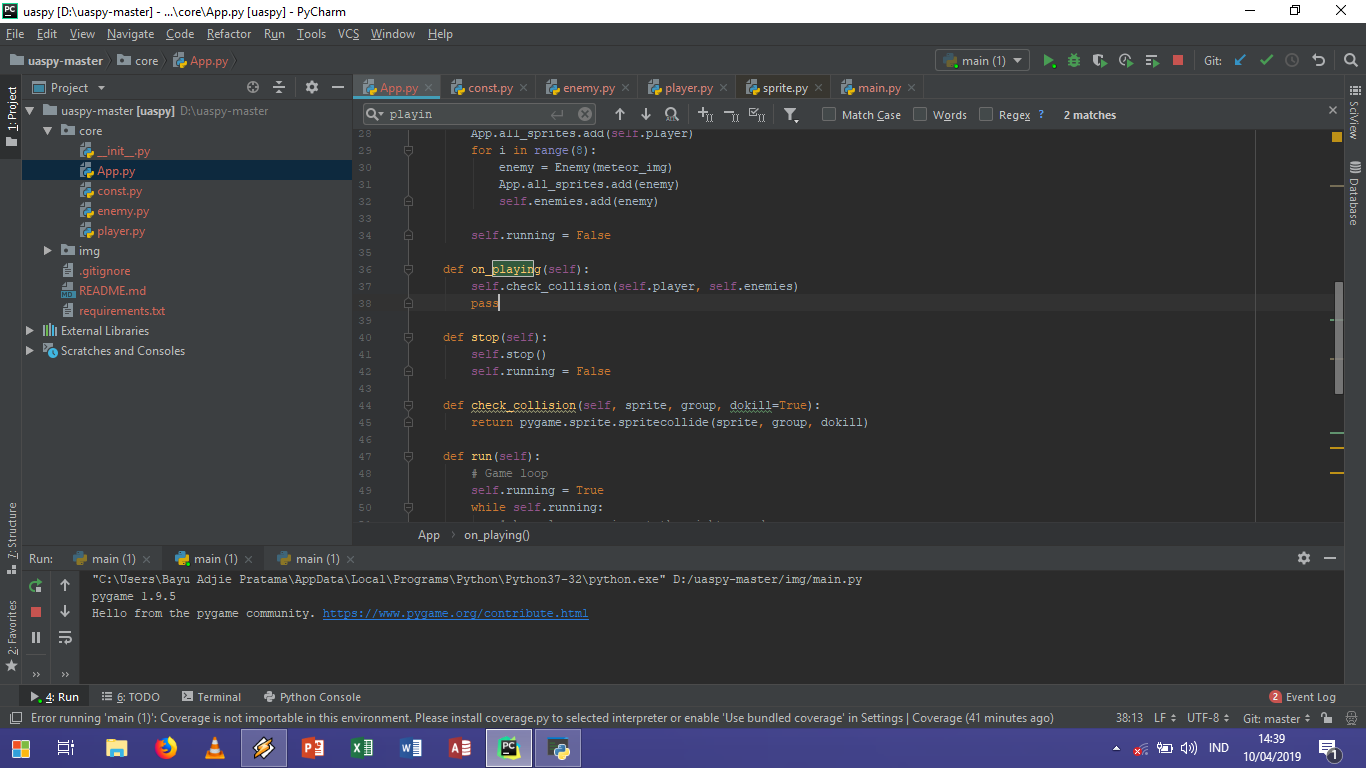 uaspy [D:\uaspy-master] - ...\core\App.py [uaspy] - PyCharm
File Edit View Navigate Code Refactor Run Tools VCS Window Help
uaspy-master core App.py main (1) Git:
1: Project
Project
App.py const.py enemy.py player.py sprite.py main.py
uaspy-master [uaspy] D:\uaspy-master
core
__init__.py
App.py
const.py
enemy.py
player.py
img
.gitignore
README.md
requirements.txt
External Libraries
Scratches and Consoles
playin Match Case Words Regex ? 2 matches
28 App.all_sprites.add(self.player)
29 for i in range(8):
30 enemy = Enemy(meteor_img)
31 App.all_sprites.add(enemy)
32 self.enemies.add(enemy)
33
34 self.running = False
35
36 def on_playing(self):
37 self.check_collision(self.player, self.enemies)
38 pass
39
40 def stop(self):
41 self.stop()
42 self.running = False
43
44 def check_collision(self, sprite, group, dokill=True):
45 return pygame.sprite.spritecollide(sprite, group, dokill)
46
47 def run(self):
48 # Game loop
49 self.running = True
50 while self.running:
App on_playing()
SciView
Database
7: Structure
2: Favorites
Run: main (1) main (1) main (1)
"C:\Users\Bayu Adjie Pratama\AppData\Local\Programs\Python\Python37-32\python.exe" D:/uaspy-master/img/main.py
pygame 1.9.5
Hello from the pygame community. https://www.pygame.org/contribute.html
4: Run 6: TODO Terminal Python Console 2 Event Log
Error running 'main (1)': Coverage is not importable in this environment. Please install coverage.py to selected interpreter or enable 'Use bundled coverage' in Settings | Coverage (41 minutes ago) 38:13 LF UTF-8 Git: master
IND
14:39
10/04/2019
1